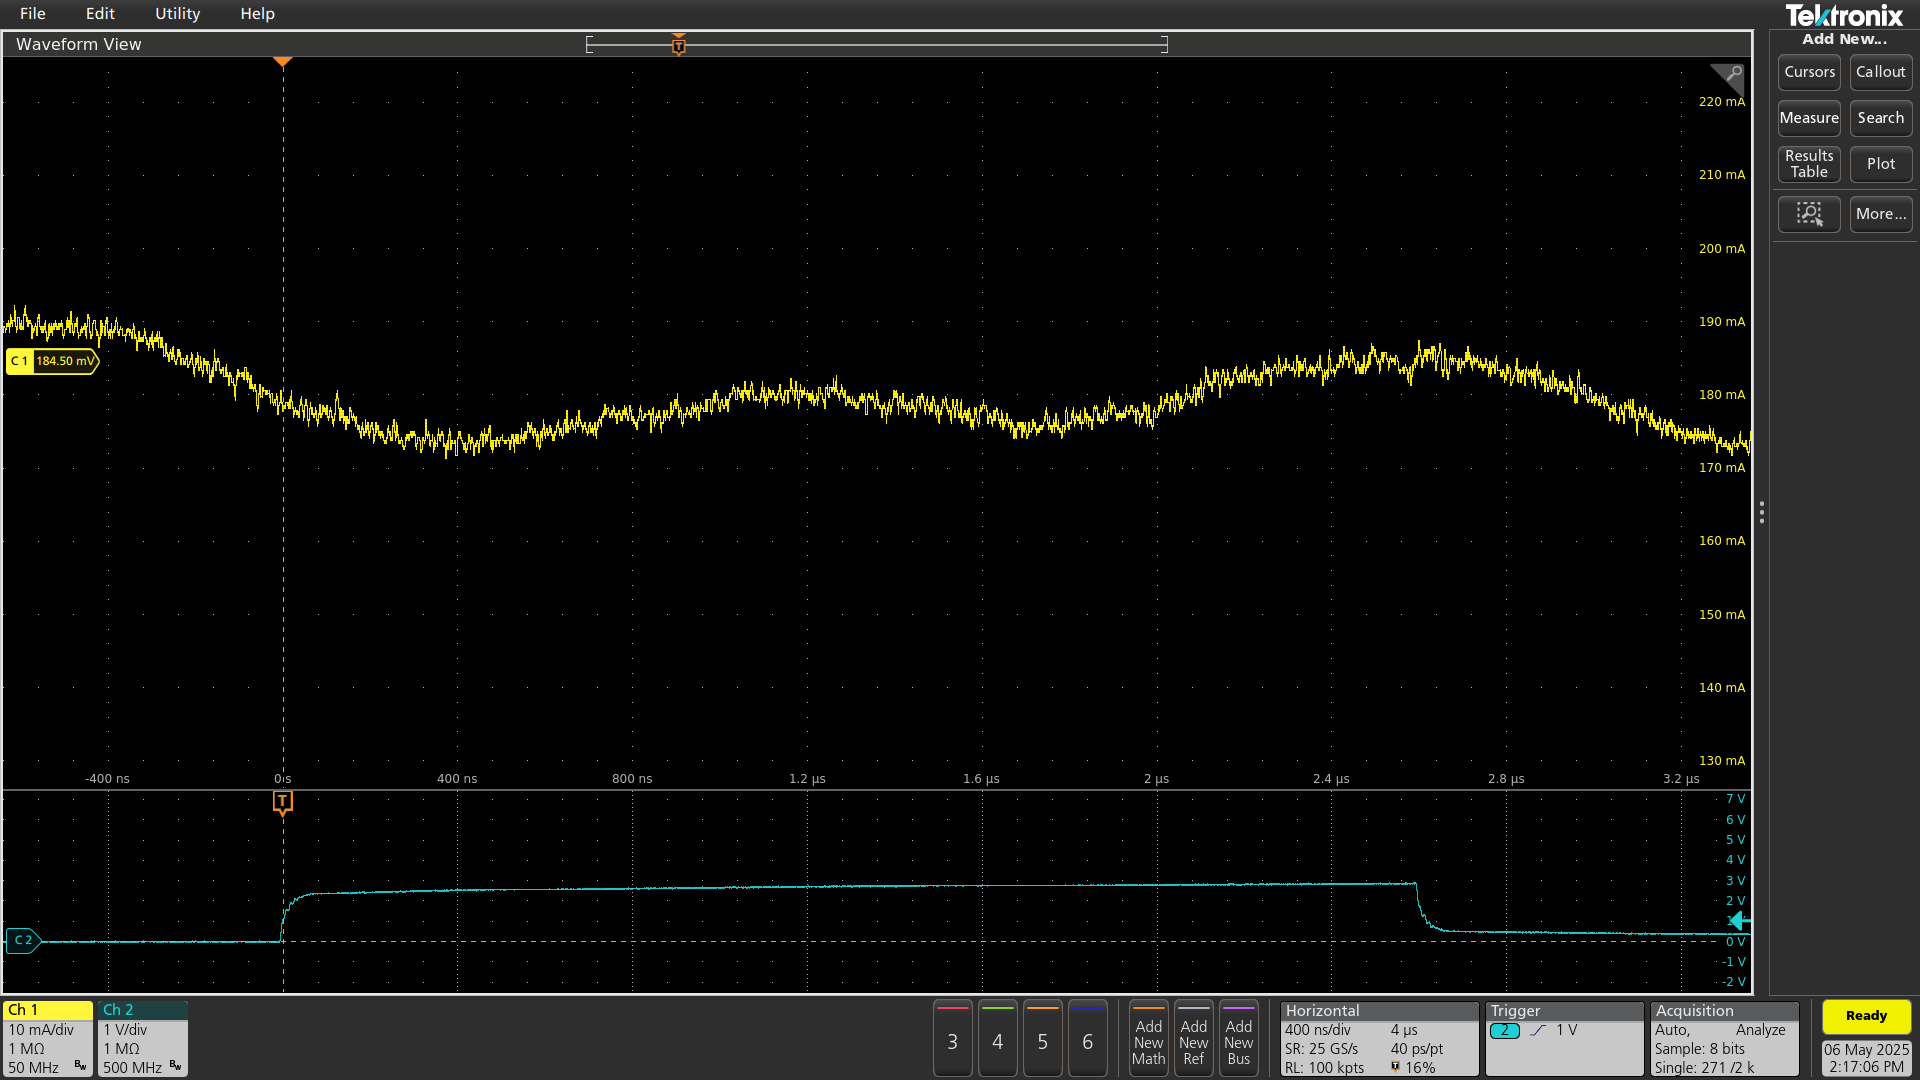 File Edit Utility Help
Tektronix
Waveform View
Add New...
Cursors Callout
Measure Search
Results
Table
Plot
More...
T
220 mA
210 mA
200 mA
190 mA
C 1 184.50 mV
180 mA
170 mA
160 mA
150 mA
140 mA
130 mA
-400 ns 0 s 400 ns 800 ns 1.2 µs 1.6 µs 2 µs 2.4 µs 2.8 µs 3.2 µs
T
7 V
6 V
5 V
4 V
3 V
2 V
C 2
0 V
-1 V
-2 V
Ch 1
10 mA/div
1 MΩ
50 MHz Bw
Ch 2
1 V/div
1 MΩ
500 MHz Bw
3 4 5 6
Add
New
Math
Add
New
Ref
Add
New
Bus
Horizontal
400 ns/div 4 µs
SR: 25 GS/s 40 ps/pt
RL: 100 kpts T 16%
Trigger
2 1 V
Acquisition
Auto, Analyze
Sample: 8 bits
Single: 271 /2 k
Ready
06 May 2025
2:17:06 PM